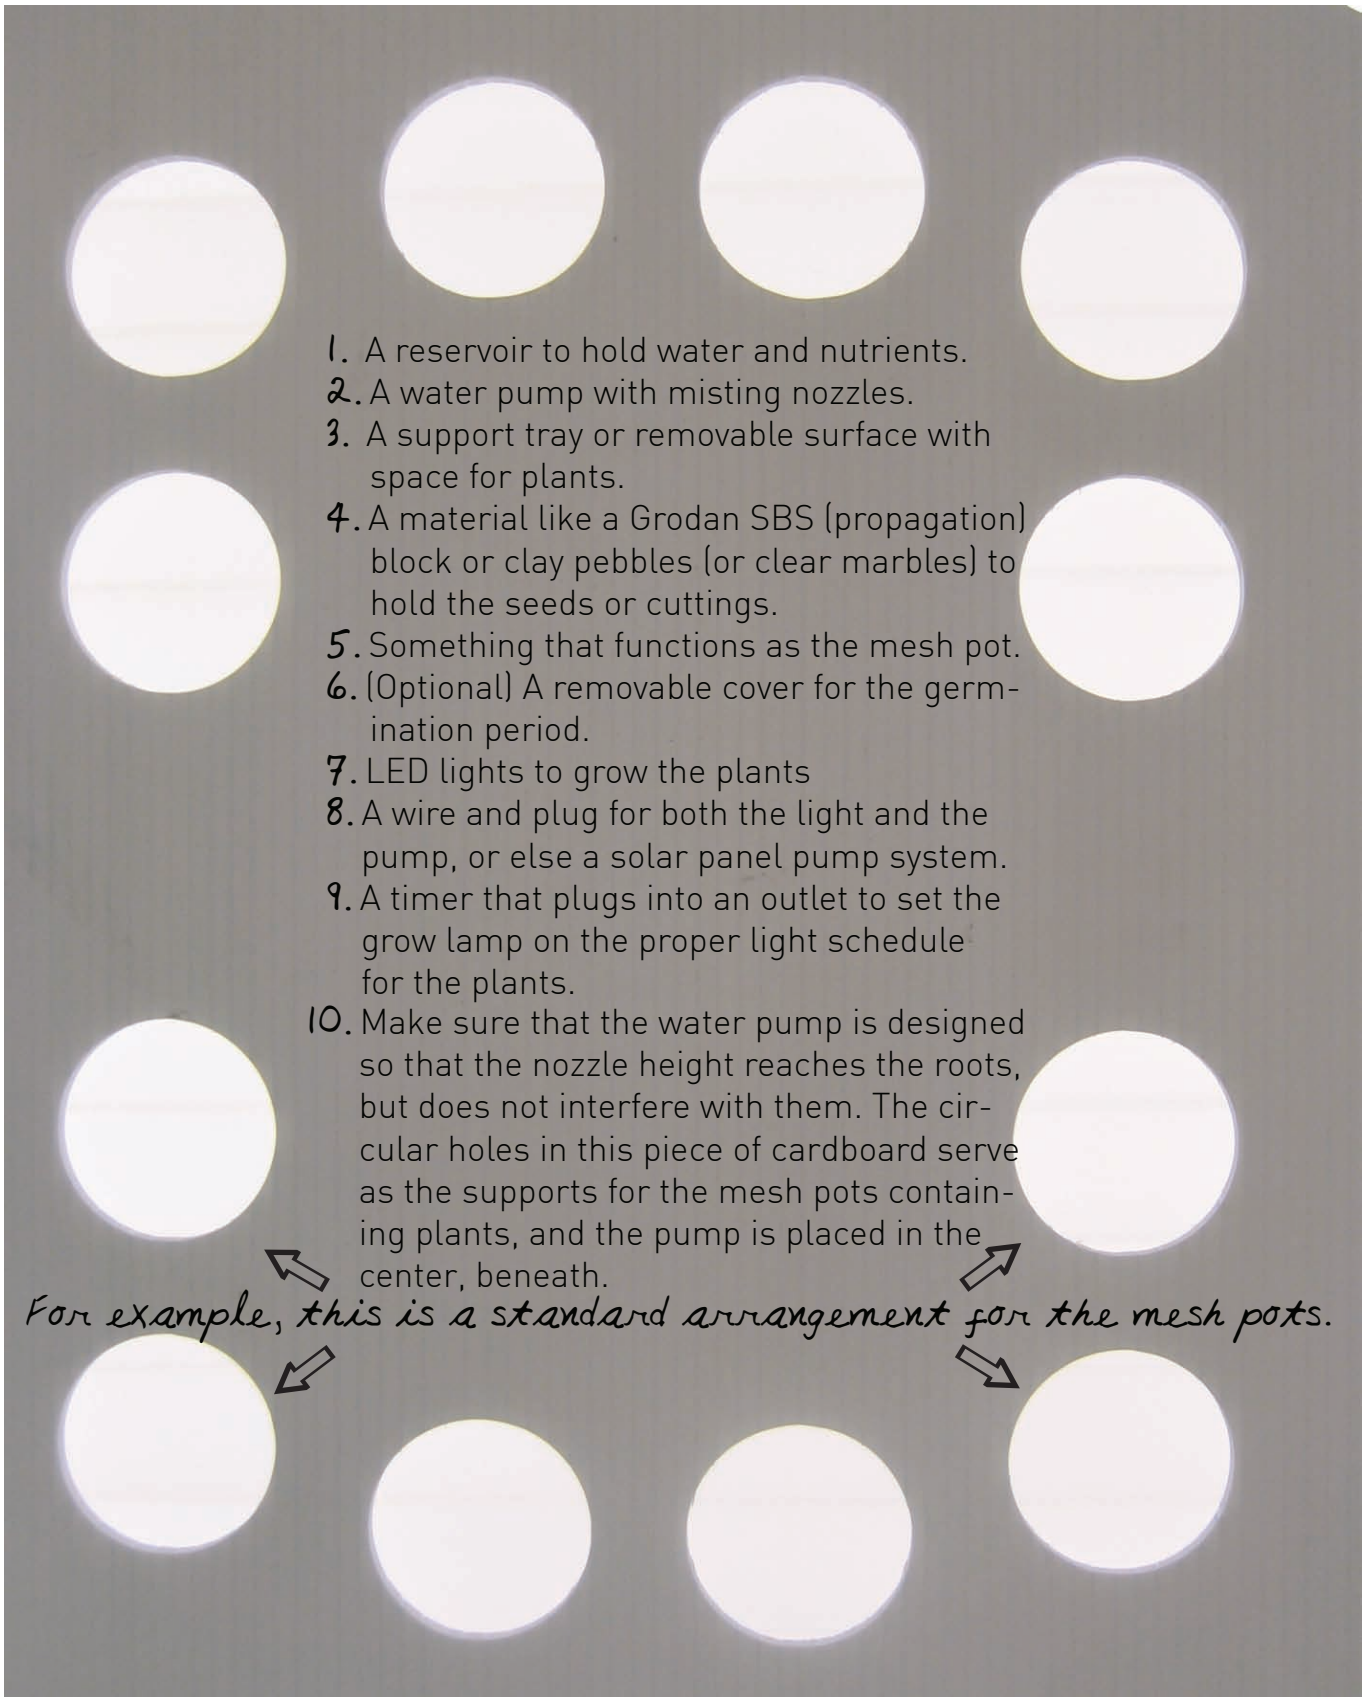 1. A reservoir to hold water and nutrients.
2. A water pump with misting nozzles.
3. A support tray or removable surface with
space for plants.
4. A material like a Grodan SBS (propagation)
block or clay pebbles (or clear marbles) to
hold the seeds or cuttings.
5. Something that functions as the mesh pot.
6. (Optional) A removable cover for the germ-
ination period.
7. LED lights to grow the plants
8. A wire and plug for both the light and the
pump, or else a solar panel pump system.
9. A timer that plugs into an outlet to set the
grow lamp on the proper light schedule
for the plants.
10. Make sure that the water pump is designed
so that the nozzle height reaches the roots,
but does not interfere with them. The cir-
cular holes in this piece of cardboard serve
as the supports for the mesh pots contain-
ing plants, and the pump is placed in the
center, beneath.
For example, this is a standard arrangement for the mesh pots.